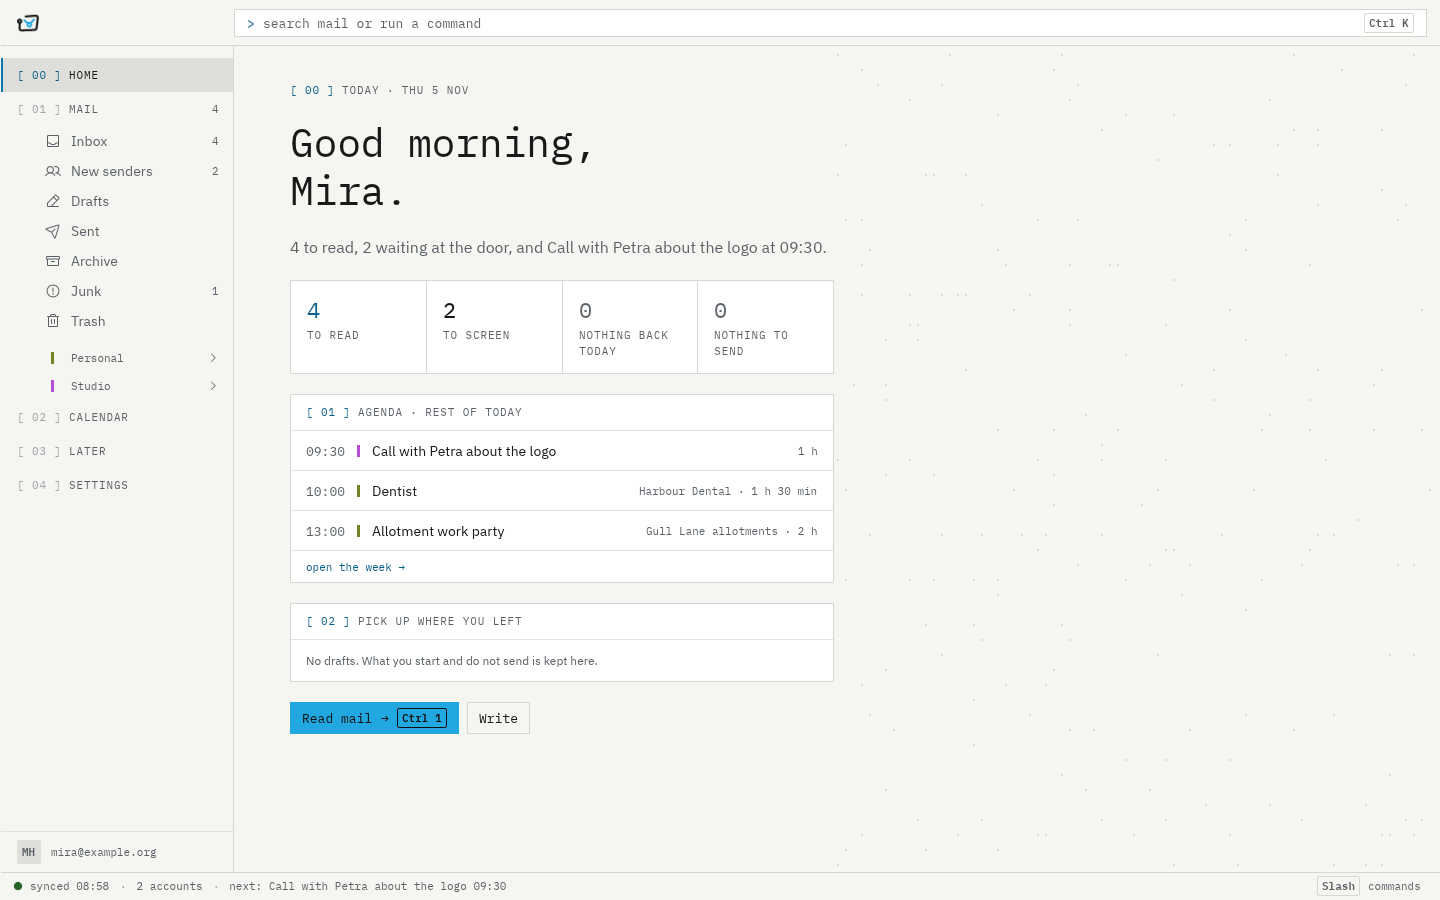 > search mail or run a command Ctrl K
[ 00 ] HOME
[ 01 ] MAIL 4
Inbox 4
New senders 2
Drafts
Sent
Archive
Junk 1
Trash
Personal
Studio
[ 02 ] CALENDAR
[ 03 ] LATER
[ 04 ] SETTINGS
MH mira@example.org
[ 00 ] TODAY · THU 5 NOV
Good morning,
Mira.
4 to read, 2 waiting at the door, and Call with Petra about the logo at 09:30.
4
TO READ
2
TO SCREEN
0
NOTHING BACK
TODAY
0
NOTHING TO
SEND
[ 01 ] AGENDA · REST OF TODAY
09:30 Call with Petra about the logo 1 h
10:00 Dentist Harbour Dental · 1 h 30 min
13:00 Allotment work party Gull Lane allotments · 2 h
open the week →
[ 02 ] PICK UP WHERE YOU LEFT
No drafts. What you start and do not send is kept here.
Read mail → Ctrl 1 Write
synced 08:58 · 2 accounts · next: Call with Petra about the logo 09:30 Slash commands